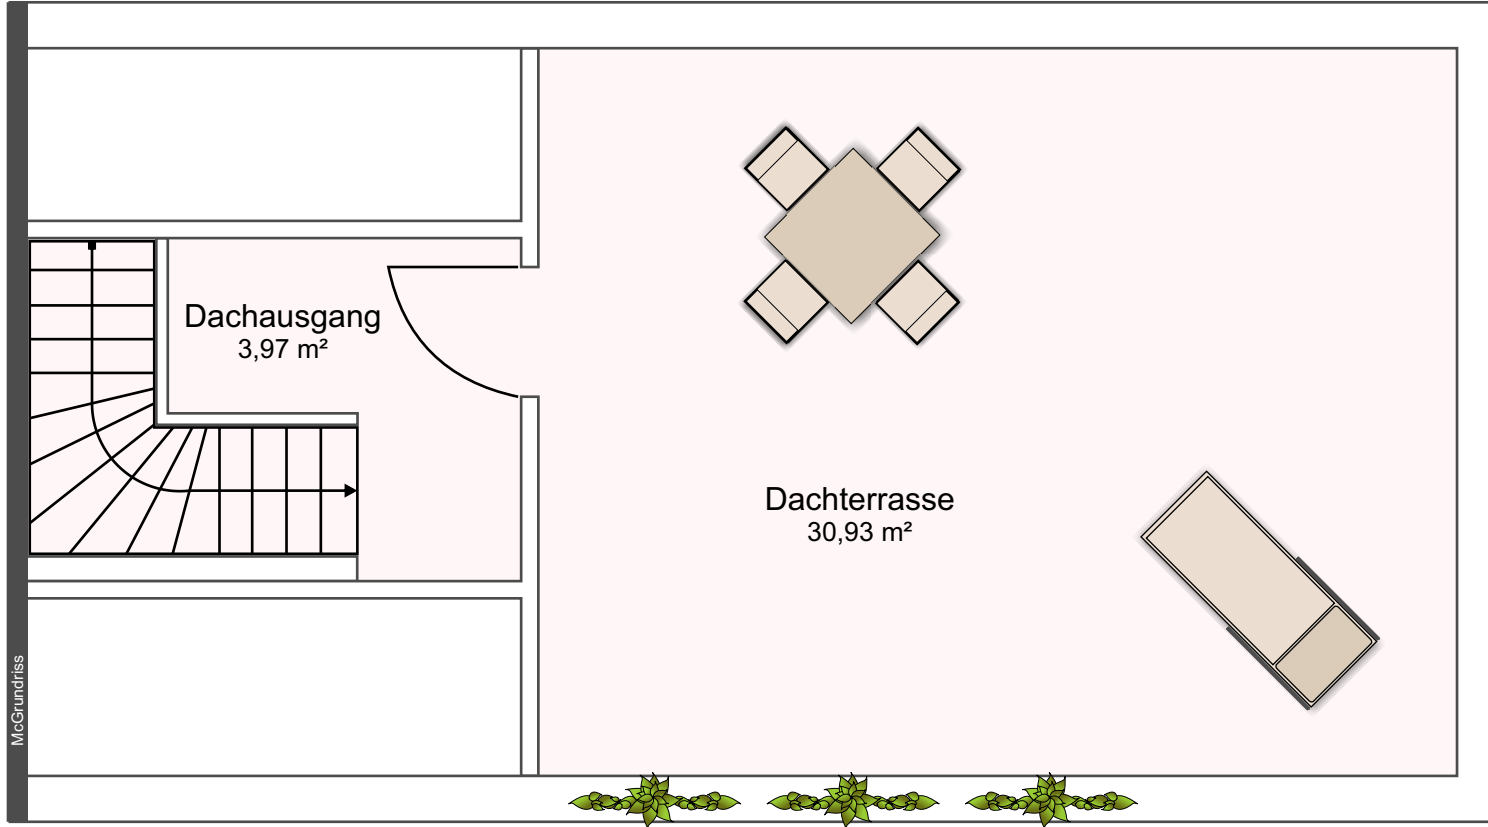 Dachausgang
3,97 m²
Dachterrasse
30,93 m²
McGrundriss